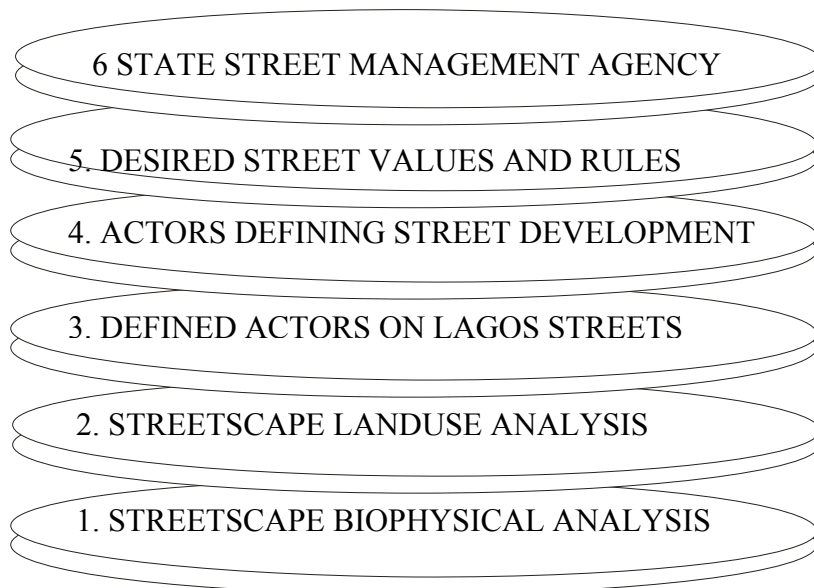 6 STATE STREET MANAGEMENT AGENCY
5. DESIRED STREET VALUES AND RULES
4. ACTORS DEFINING STREET DEVELOPMENT
3. DEFINED ACTORS ON LAGOS STREETS
2. STREETSCAPE LANDUSE ANALYSIS
1. STREETSCAPE BIOPHYSICAL ANALYSIS